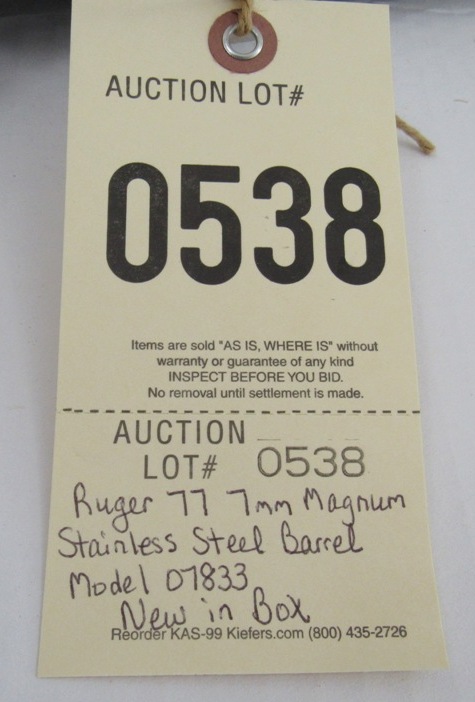 AUCTION LOT#
0538
Items are sold "AS IS, WHERE IS" without
warranty or guarantee of any kind
INSPECT BEFORE YOU BID.
No removal until settlement is made.
AUCTION
LOT# 0538
Ruger 77 7mm Magnum
Stainless Steel Barrel
Model 07833
New in Box
Reorder KAS-99 Kiefers.com (800) 435-2726